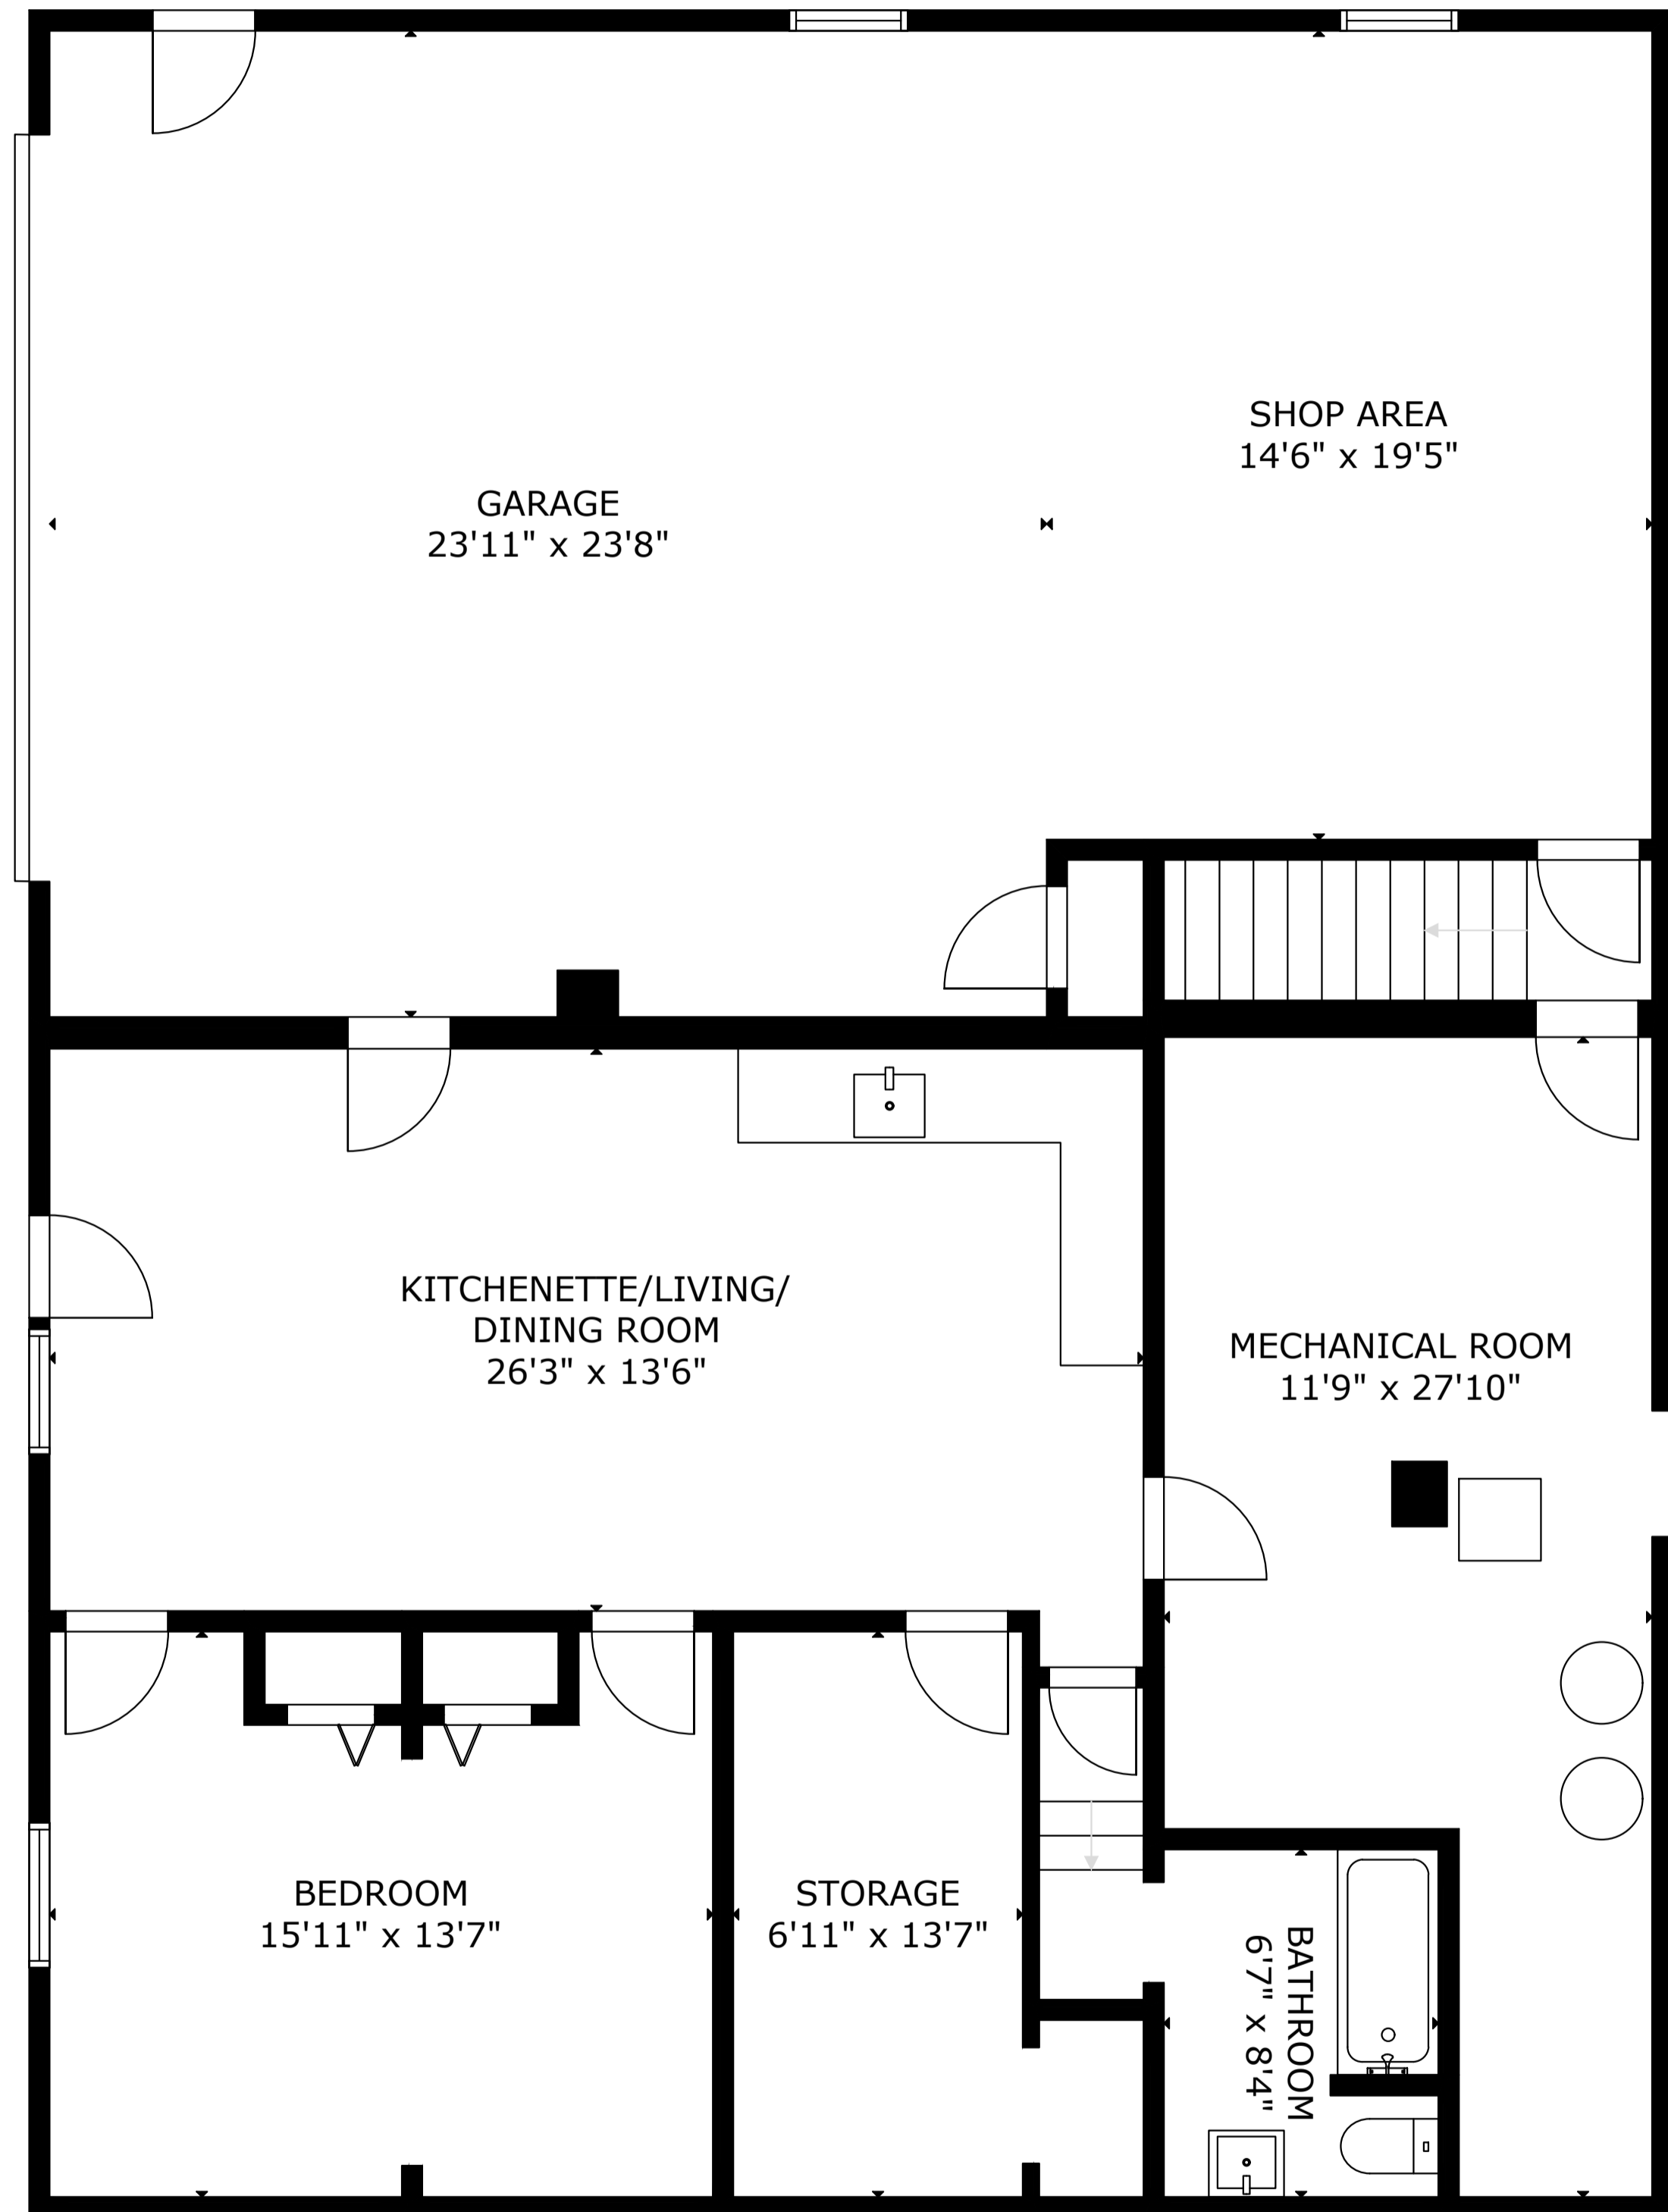 SHOP AREA
14'6" x 19'5"
GARAGE
23'11" x 23'8"
KITCHENETTE/LIVING/
DINING ROOM
26'3" x 13'6"
MECHANICAL ROOM
11'9" x 27'10"
BEDROOM
15'11" x 13'7"
STORAGE
6'11" x 13'7"
BATHROOM
6'7" x 8'4"